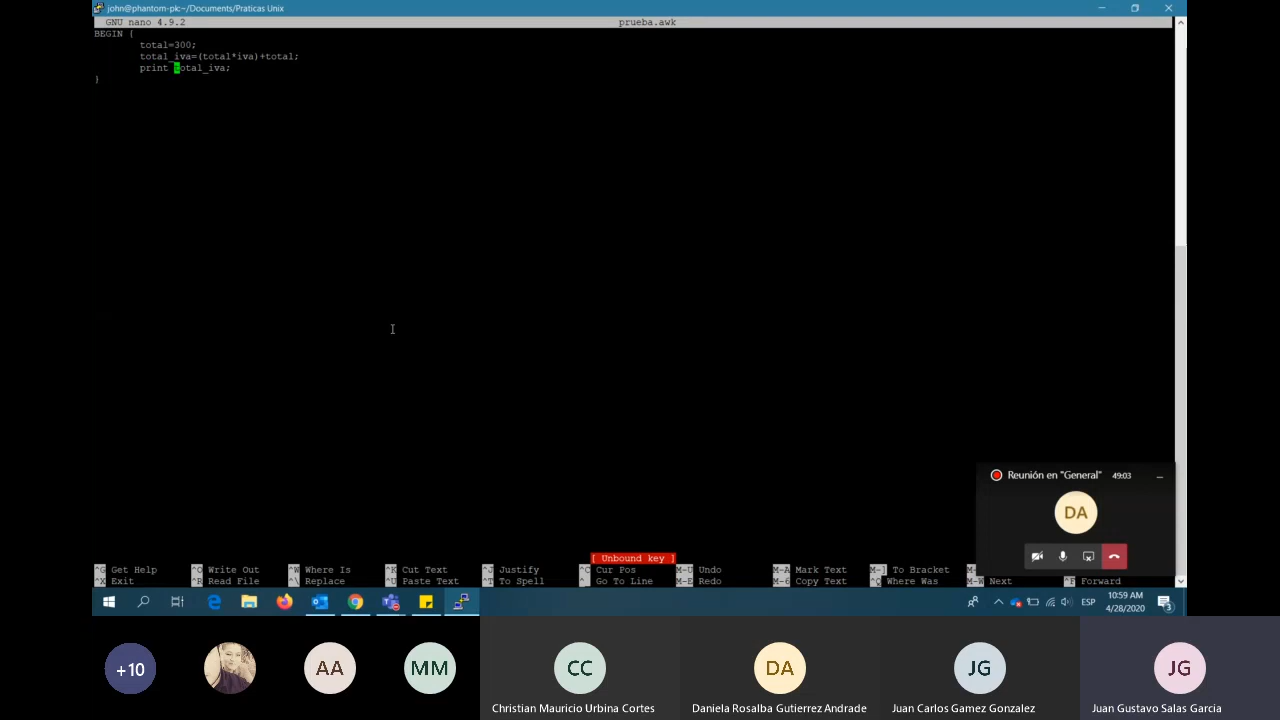 john@phantom-pk:~/Documents/Praticas Unix
GNU nano 4.9.2 prueba.awk
BEGIN {
total=300;
total_iva=(total*iva)+total;
print total_iva;
}
Reunión en "General" 49:03
DA
[ Unbound key ]
^G Get Help ^O Write Out ^W Where Is ^K Cut Text ^J Justify ^C Cur Pos M-U Undo M-A Mark Text M-] To Bracket M-
^X Exit ^R Read File ^\ Replace ^U Paste Text ^T To Spell ^_ Go To Line M-E Redo M-6 Copy Text ^Q Where Was M-W Next ^F Forward
ESP
10:59 AM
4/28/2020
3
+10 AA MM CC DA JG JG
Christian Mauricio Urbina Cortes Daniela Rosalba Gutierrez Andrade Juan Carlos Gamez Gonzalez Juan Gustavo Salas Garcia